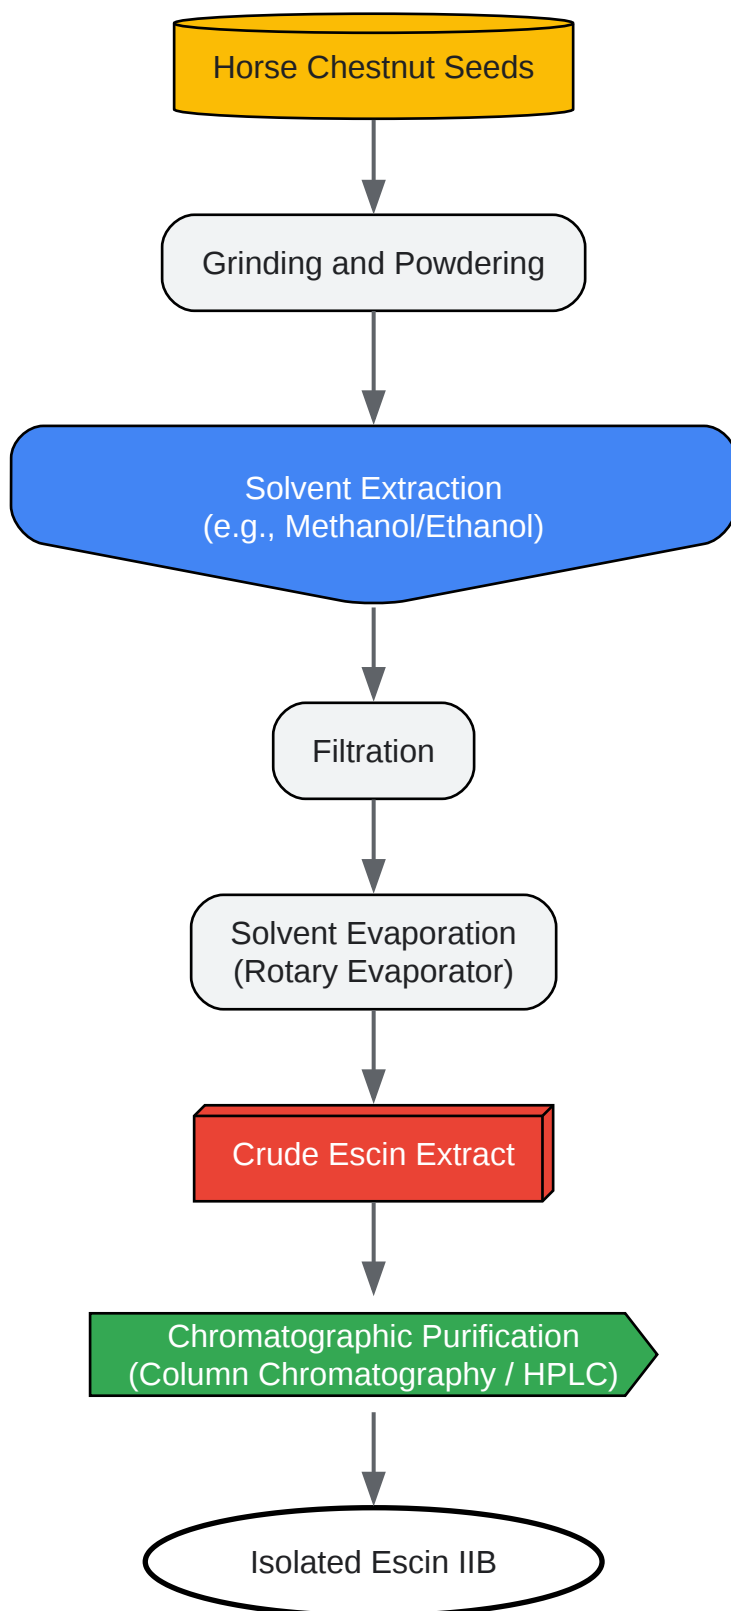 Horse Chestnut Seeds
Grinding and Powdering
Solvent Extraction
(e.g., Methanol/Ethanol)
Filtration
Solvent Evaporation
(Rotary Evaporator)
Crude Escin Extract
Chromatographic Purification
(Column Chromatography / HPLC)
Isolated Escin IIB